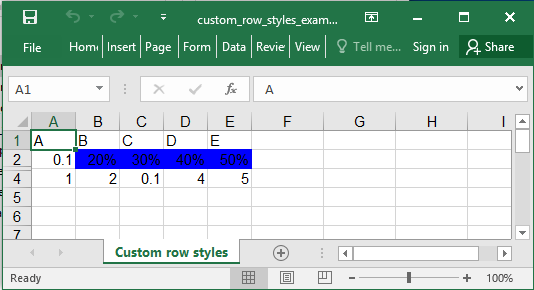 custom_row_styles_exam...
File Home Insert Page Form Data Revie View Tell me... Sign in Share
A1 fx A
A B C D E F G H I
1 A B C D E
2 0.1 20% 30% 40% 50%
4 1 2 0.1 4 5
5
6
7
Custom row styles
Ready 100%